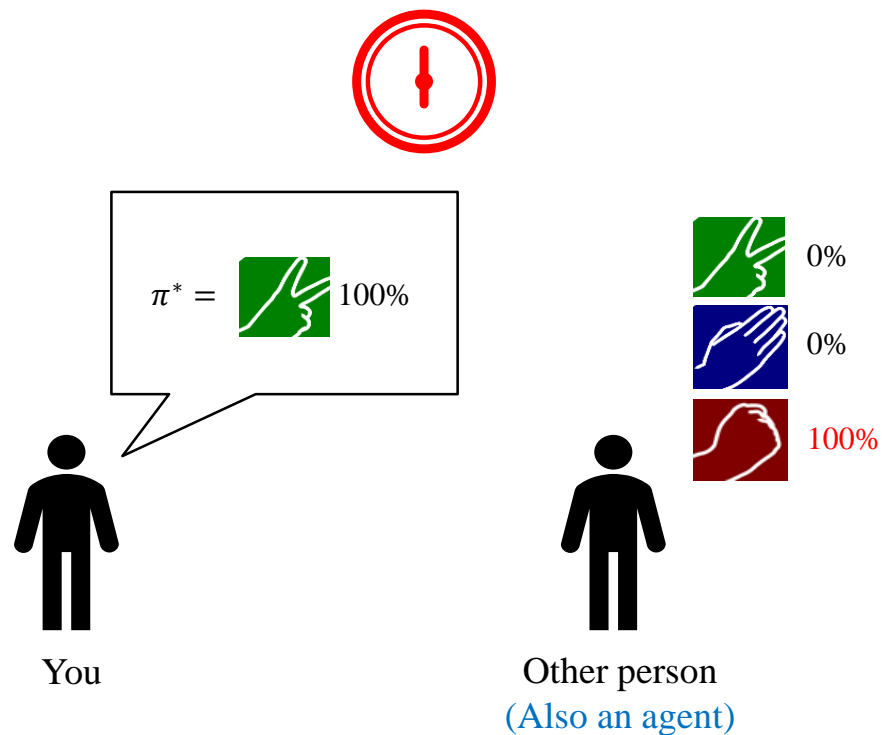 π* = 100%
0%
0%
100%
You
Other person
(Also an agent)